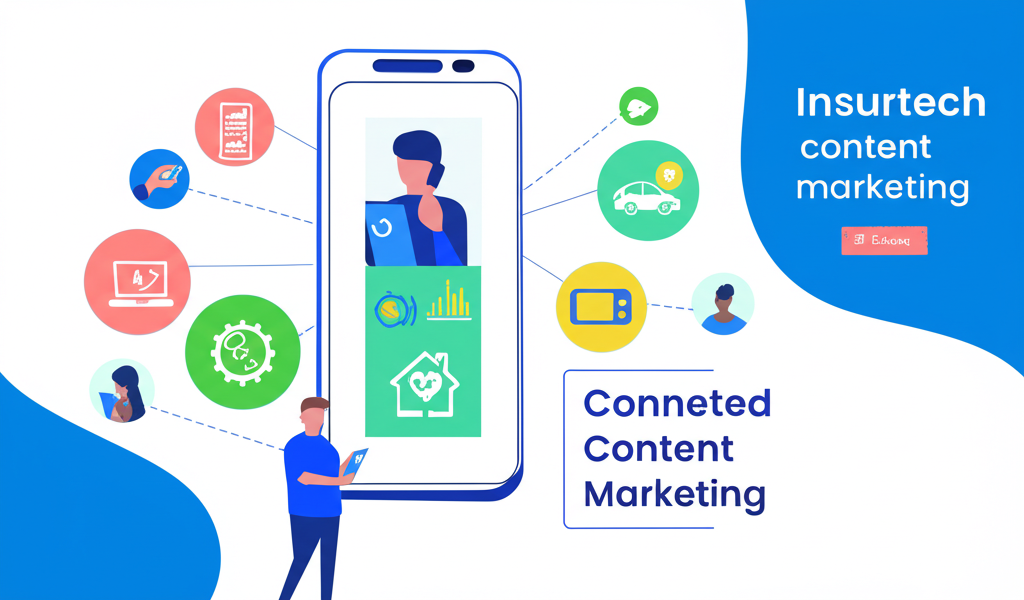 Insurtech
content
marketing
Conneted
Content
Marketing